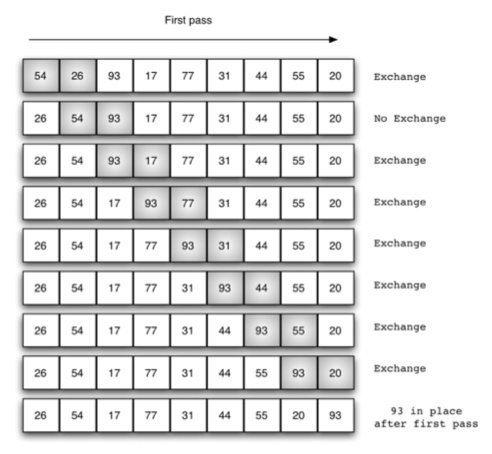 First pass
54 26 93 17 77 31 44 55 20 Exchange
26 54 93 17 77 31 44 55 20 No Exchange
26 54 93 17 77 31 44 55 20 Exchange
26 54 17 93 77 31 44 55 20 Exchange
26 54 17 77 93 31 44 55 20 Exchange
26 54 17 77 31 93 44 55 20 Exchange
26 54 17 77 31 44 93 55 20 Exchange
26 54 17 77 31 44 55 93 20 Exchange
26 54 17 77 31 44 55 20 93 93 in place
after first pass